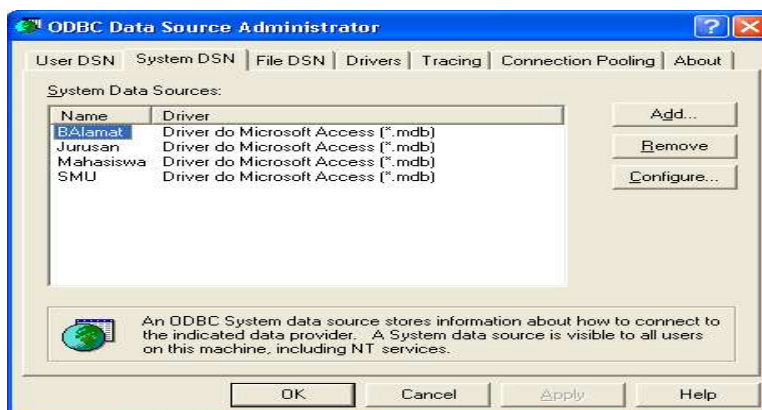 ODBC Data Source Administrator
User DSN System DSN File DSN Drivers Tracing Connection Pooling About
System Data Sources:
Name Driver
BAlamat Driver do Microsoft Access (*.mdb)
Jurusan Driver do Microsoft Access (*.mdb)
Mahasiswa Driver do Microsoft Access (*.mdb)
SMU Driver do Microsoft Access (*.mdb)
Add...
Remove
Configure...
An ODBC System data source stores information about how to connect to
the indicated data provider. A System data source is visible to all users
on this machine, including NT services.
OK Cancel Apply Help